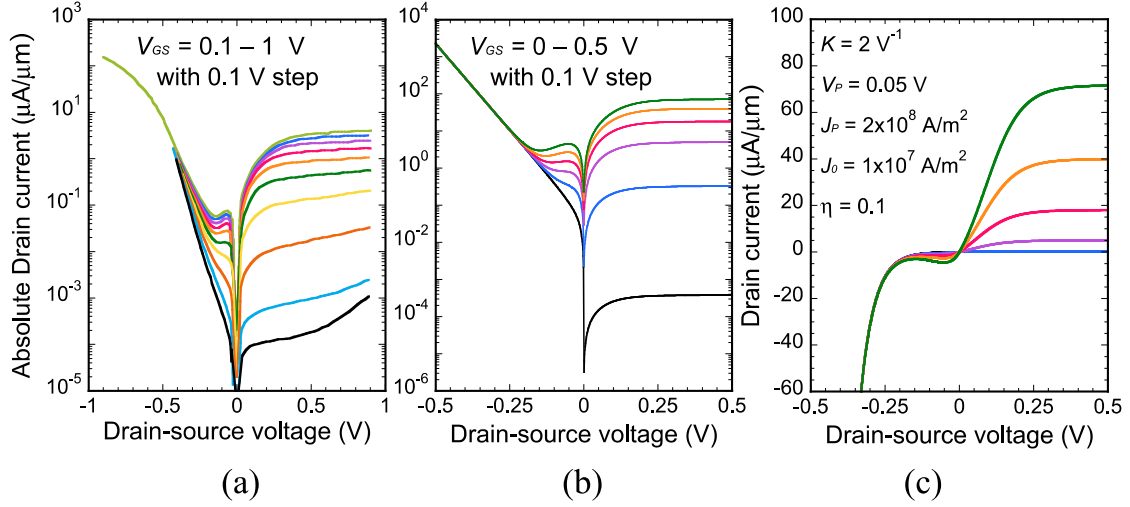 V_GS = 0.1 – 1 V
with 0.1 V step
Absolute Drain current (µA/µm)
10^3
10^1
10^-1
10^-3
10^-5
-1 -0.5 0 0.5 1
Drain-source voltage (V)
(a)
V_GS = 0 – 0.5 V
with 0.1 V step
10^4
10^2
10^0
10^-2
10^-4
10^-6
-0.5 -0.25 0 0.25 0.5
Drain-source voltage (V)
(b)
K = 2 V^-1
V_P = 0.05 V
J_P = 2x10^8 A/m^2
J_0 = 1x10^7 A/m^2
η = 0.1
Drain current (µA/µm)
80
60
40
20
0
-20
-40
-60
-0.5 -0.25 0 0.25 0.5
Drain-source voltage (V)
(c)